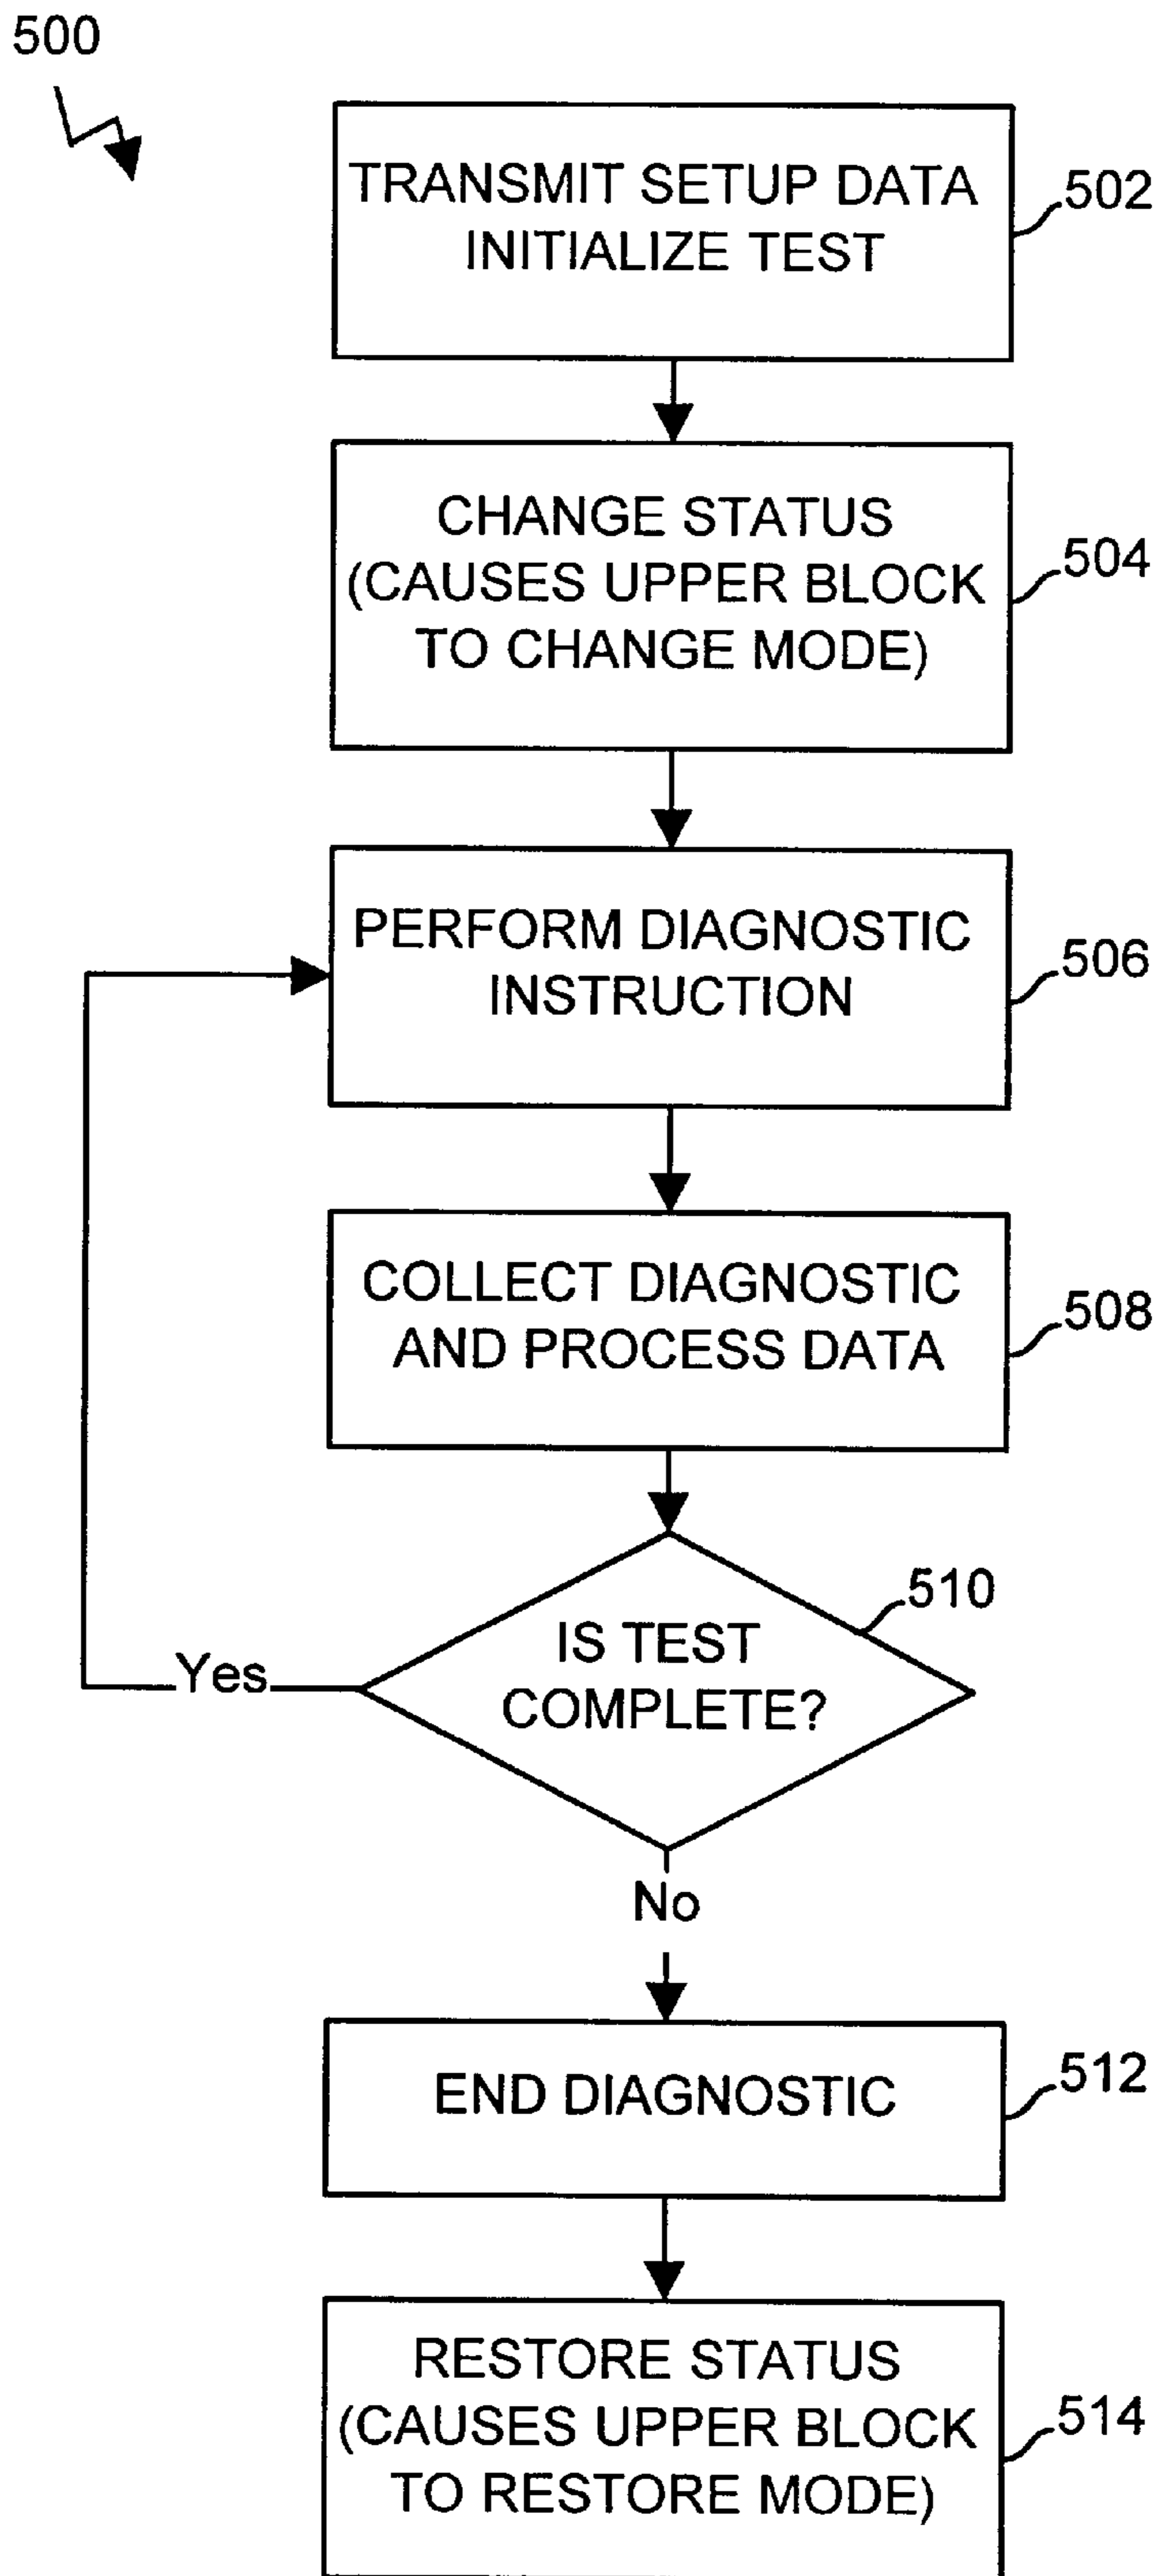 500
TRANSMIT SETUP DATA
INITIALIZE TEST
502
CHANGE STATUS
(CAUSES UPPER BLOCK
TO CHANGE MODE)
504
PERFORM DIAGNOSTIC
INSTRUCTION
506
COLLECT DIAGNOSTIC
AND PROCESS DATA
508
IS TEST
COMPLETE?
510
Yes
No
END DIAGNOSTIC
512
RESTORE STATUS
(CAUSES UPPER BLOCK
TO RESTORE MODE)
514